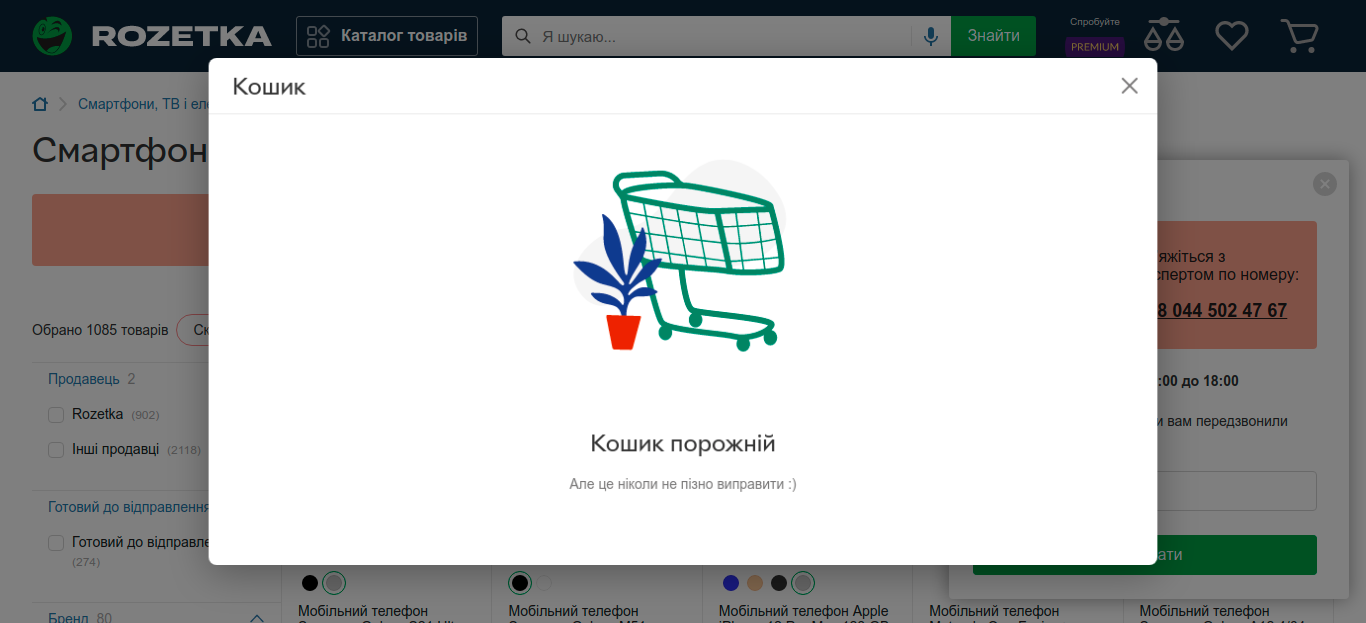 ROZETKA
Каталог товарів
Я шукаю...
Знайти
Спробуйте
PREMIUM
Кошик
Смартфони, ТВ і
Смартфон
яжіться з
спертом по номеру:
8 044 502 47 67
Обрано 1085 товарів
Продавець 2
:00 до 18:00
Rozetka (902)
и вам передзвонили
Інші продавці (2118)
Кошик порожній
Але це ніколи не пізно виправити :)
Готовий до відправлення
Готовий до відправле
(274)
ати
Бренд 80
Мобільний телефон
Мобільний телефон
Мобільний телефон Apple
Мобільний телефон
Мобільний телефон